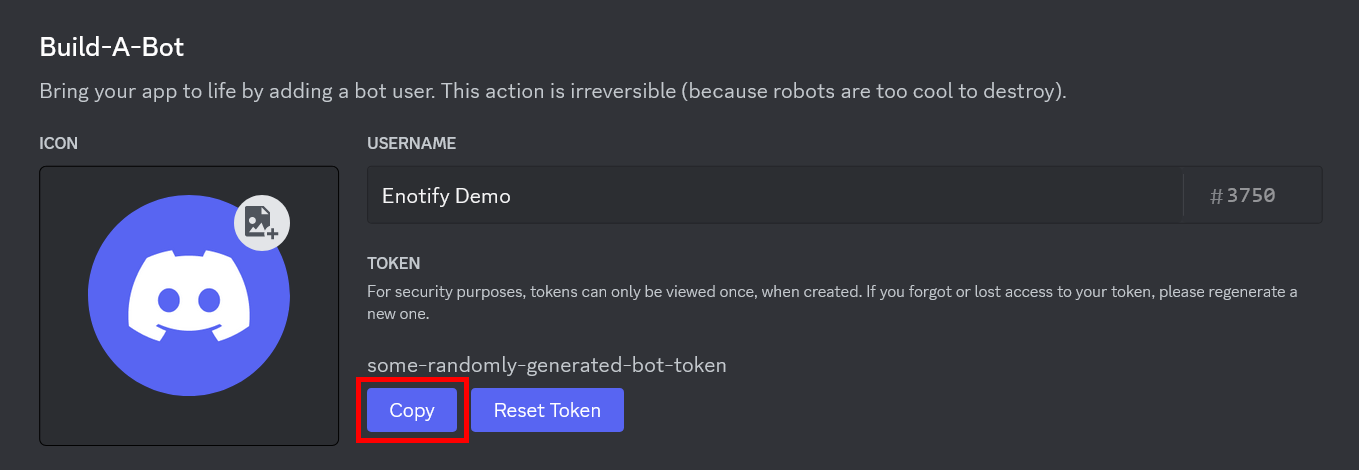 Build-A-Bot
Bring your app to life by adding a bot user. This action is irreversible (because robots are too cool to destroy).
ICON
USERNAME
Enotify Demo
#3750
TOKEN
For security purposes, tokens can only be viewed once, when created. If you forgot or lost access to your token, please regenerate a
new one.
some-randomly-generated-bot-token
Copy
Reset Token